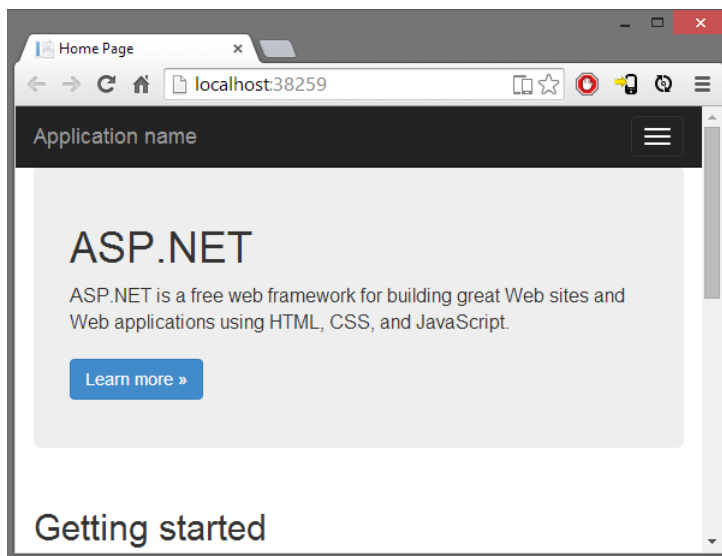 Home Page
localhost:38259
Application name
ASP.NET
ASP.NET is a free web framework for building great Web sites and
Web applications using HTML, CSS, and JavaScript.
Learn more »
Getting started